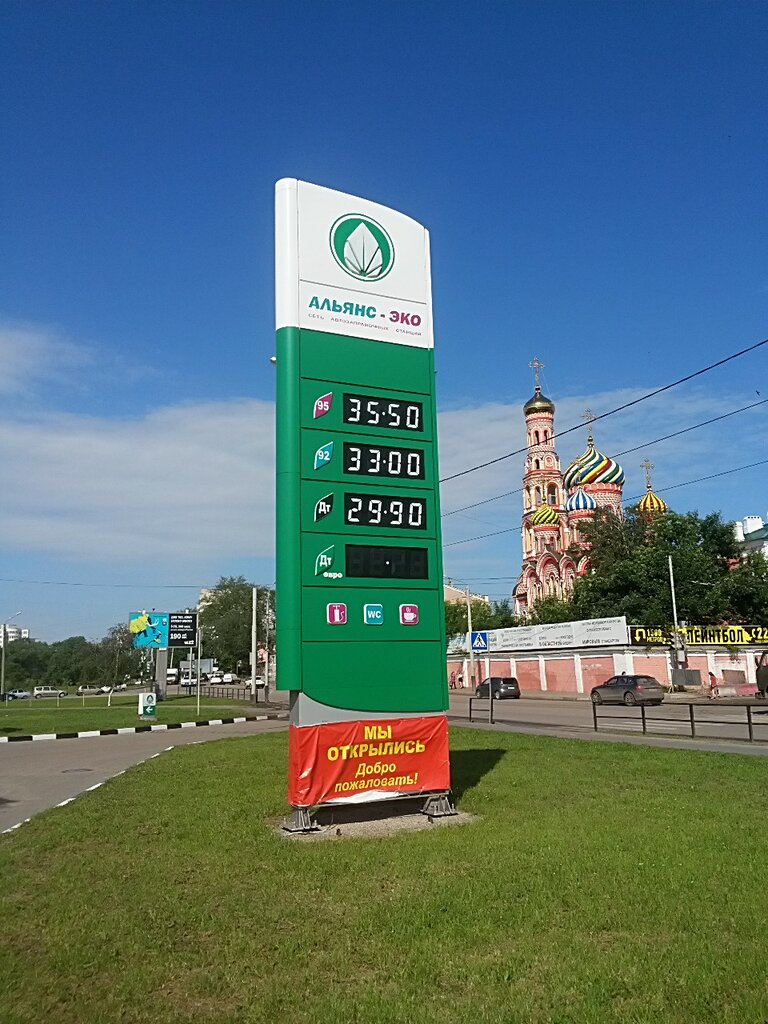 АЛЬЯНС - ЭКО
СЕТЬ АВТОЗАПРАВОЧНЫХ СТАНЦИЙ
95 35.50
92 33.00
Дт 29.90
Дт
евро
WC
МЫ
ОТКРЫЛИСЬ
Добро
пожаловать!
190
ПЕЙНТБОЛ